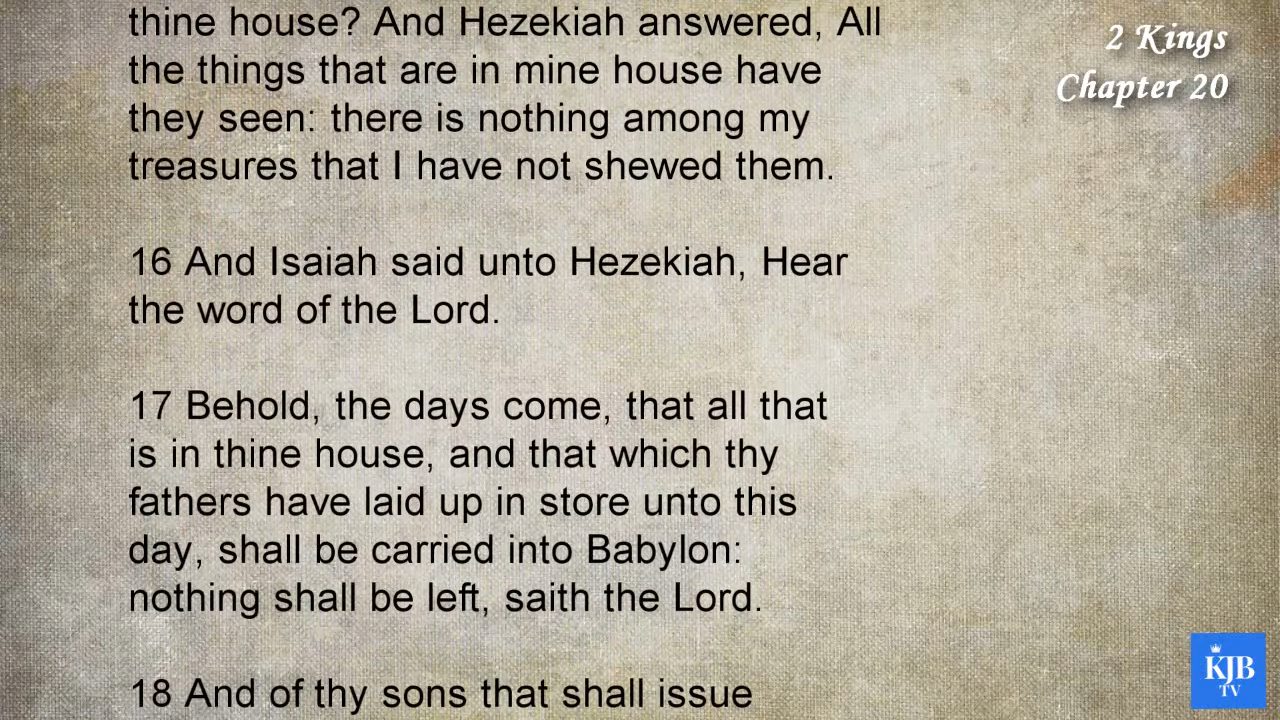 thine house? And Hezekiah answered, All
the things that are in mine house have
they seen: there is nothing among my
treasures that I have not shewed them.
16 And Isaiah said unto Hezekiah, Hear
the word of the Lord.
17 Behold, the days come, that all that
is in thine house, and that which thy
fathers have laid up in store unto this
day, shall be carried into Babylon:
nothing shall be left, saith the Lord.
18 And of thy sons that shall issue
2 Kings
Chapter 20
KJB
TV